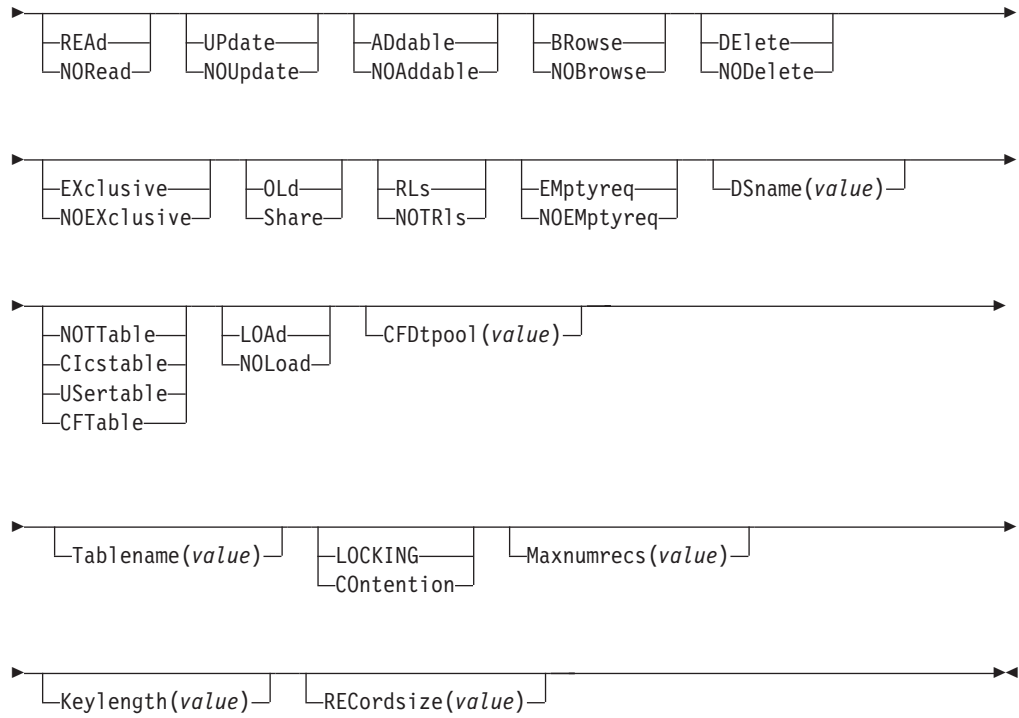 REAd UPdate ADdable BRowse DElete
NORead NOUpdate NOAddable NOBrowse NODelete
EXclusive OLd RLs EMptyreq DSname(value)
NOEXclusive Share NOTRls NOEMptyreq
NOTTable LOAd CFDtpool(value)
CIcstable NOLoad
USertable
CFTable
Tablename(value) LOCKING Maxnumrecs(value)
COntention
Keylength(value) RECordsize(value)